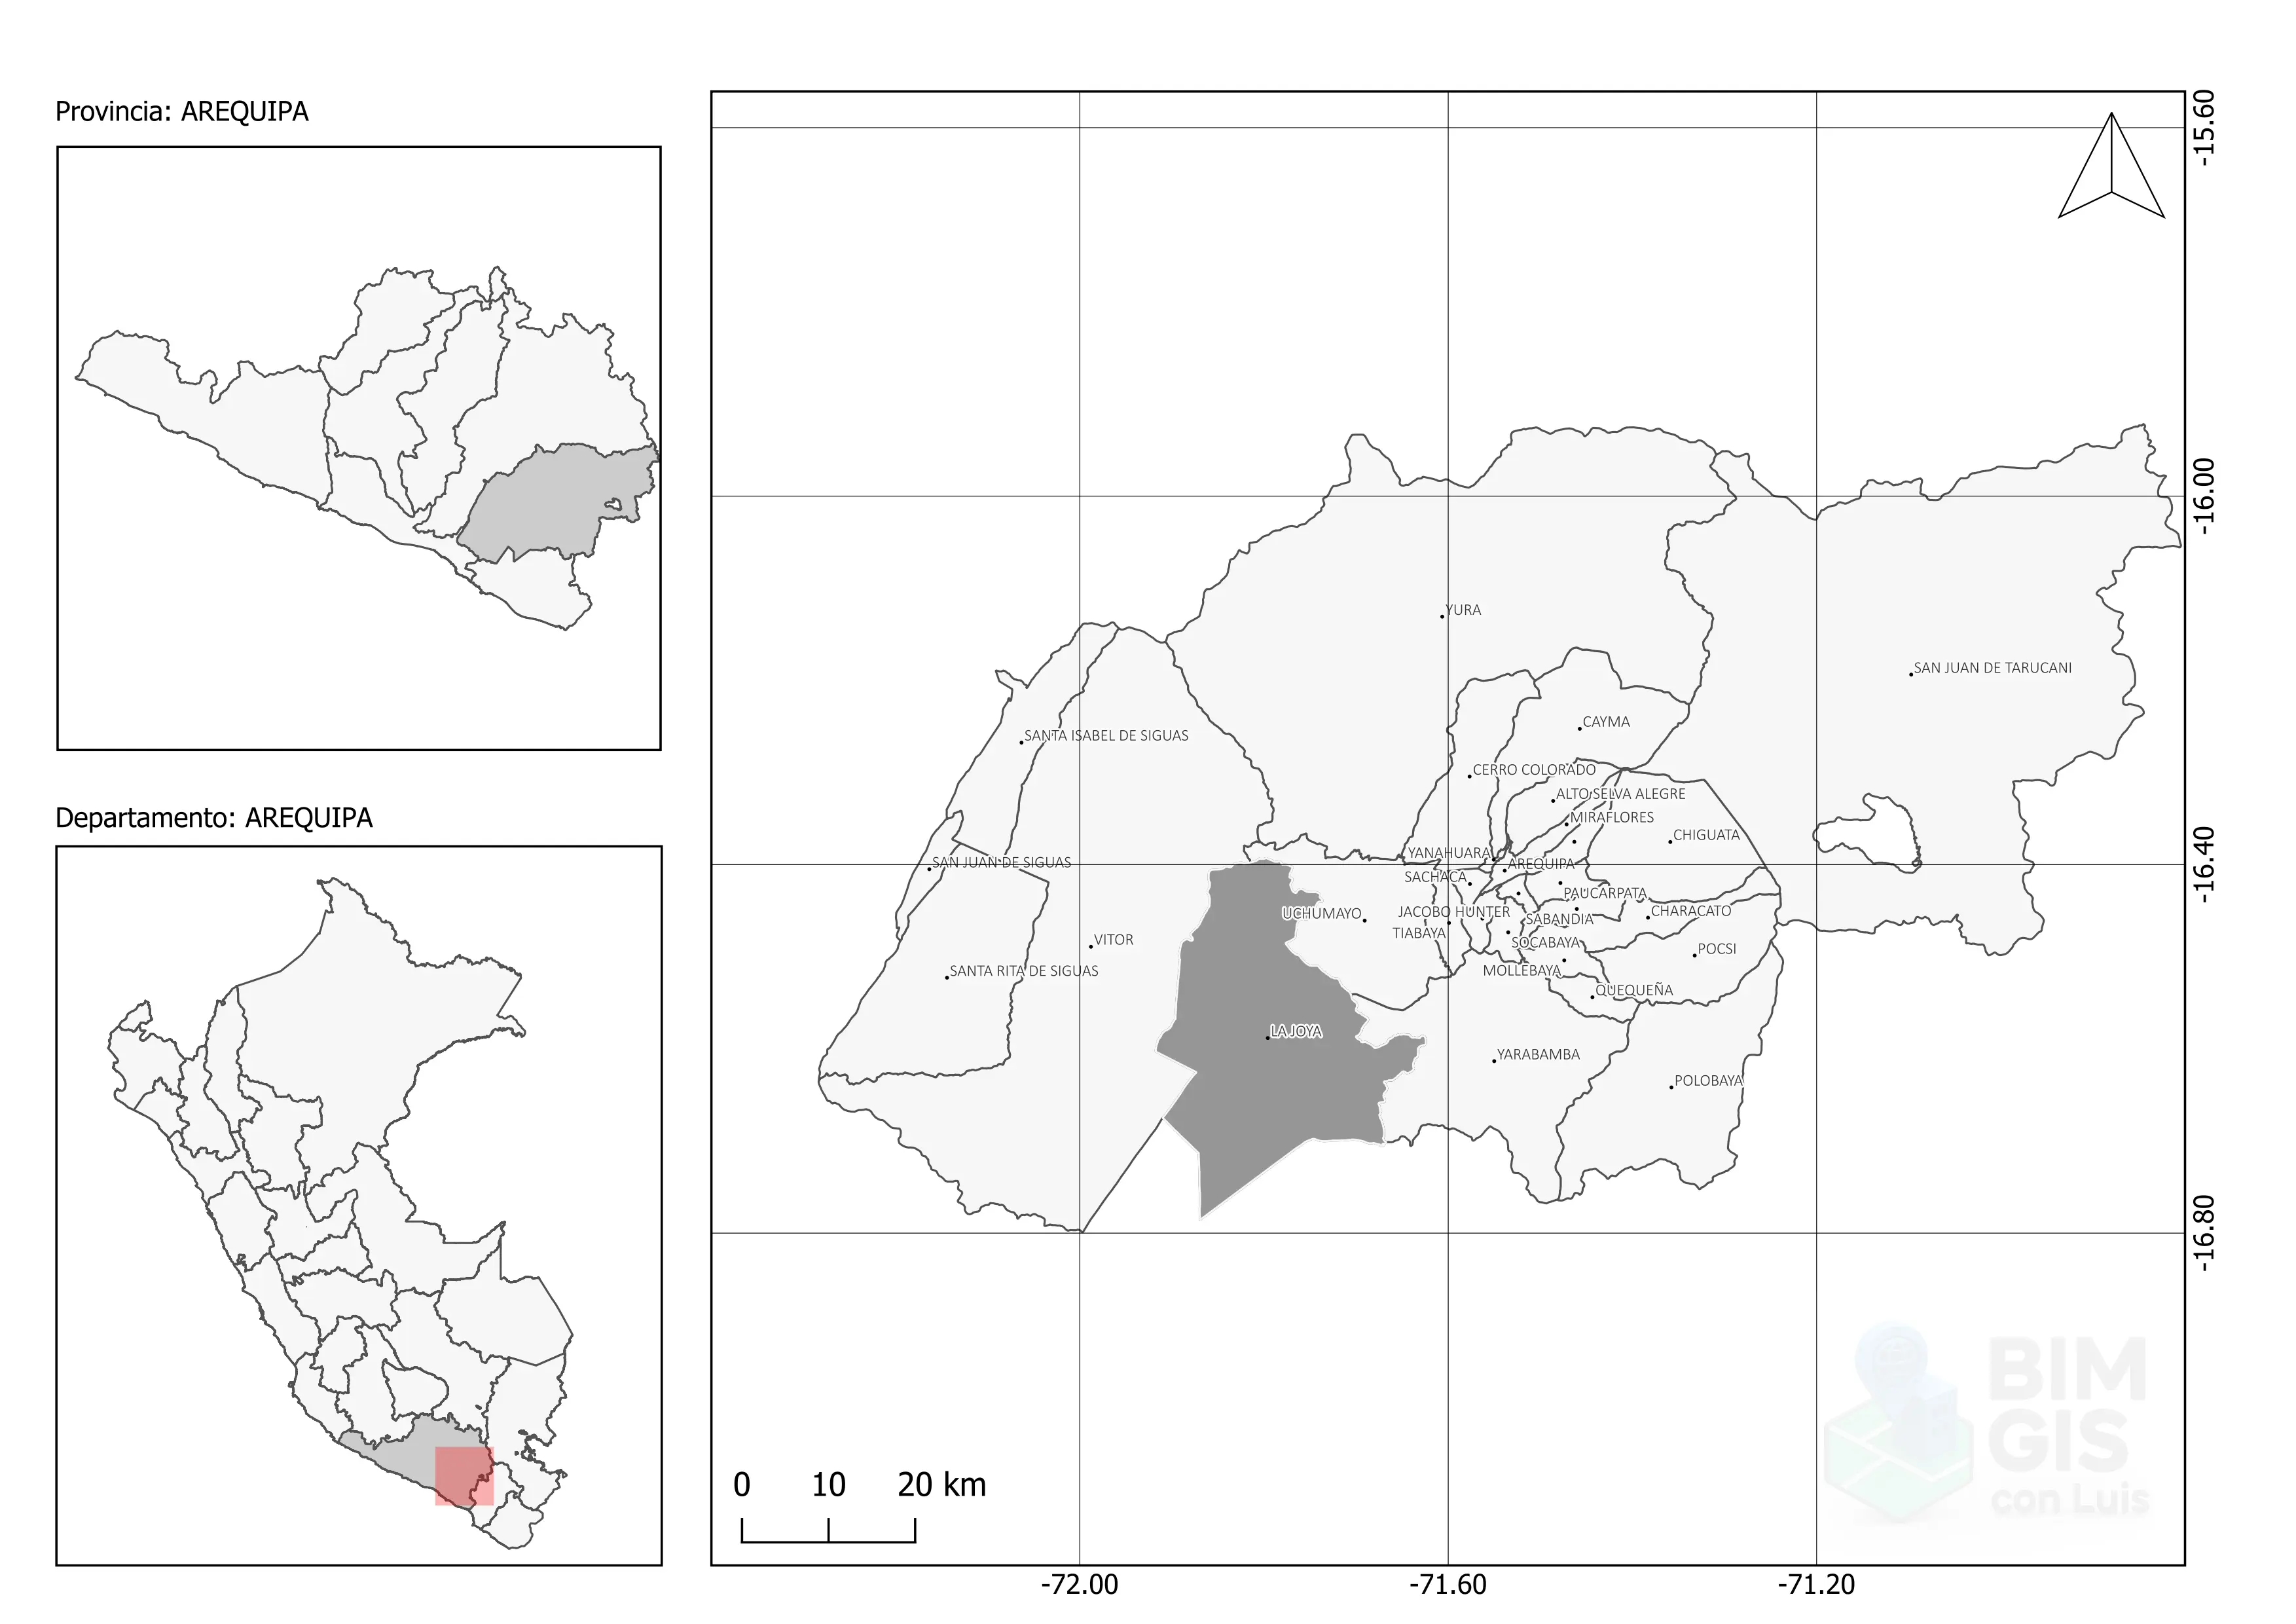 Provincia: AREQUIPA
Departamento: AREQUIPA
-15.60
-16.00
-16.40
-16.80
-72.00
-71.60
-71.20
YURA
SAN JUAN DE TARUCANI
CAYMA
SANTA ISABEL DE SIGUAS
CERRO COLORADO
ALTO SELVA ALEGRE
MIRAFLORES
CHIGUATA
YANAHUARA
AREQUIPA
SAN JUAN DE SIGUAS
SACHACA
PAUCARPATA
UCHUMAYO
JACOBO HUNTER
CHARACATO
SABANDIA
TIABAYA
VITOR
SOCABAYA
POCSI
SANTA RITA DE SIGUAS
MOLLEBAYA
QUEQUEÑA
LA JOYA
YARABAMBA
POLOBAYA
0 10 20 km
BIM
GIS
con Luis